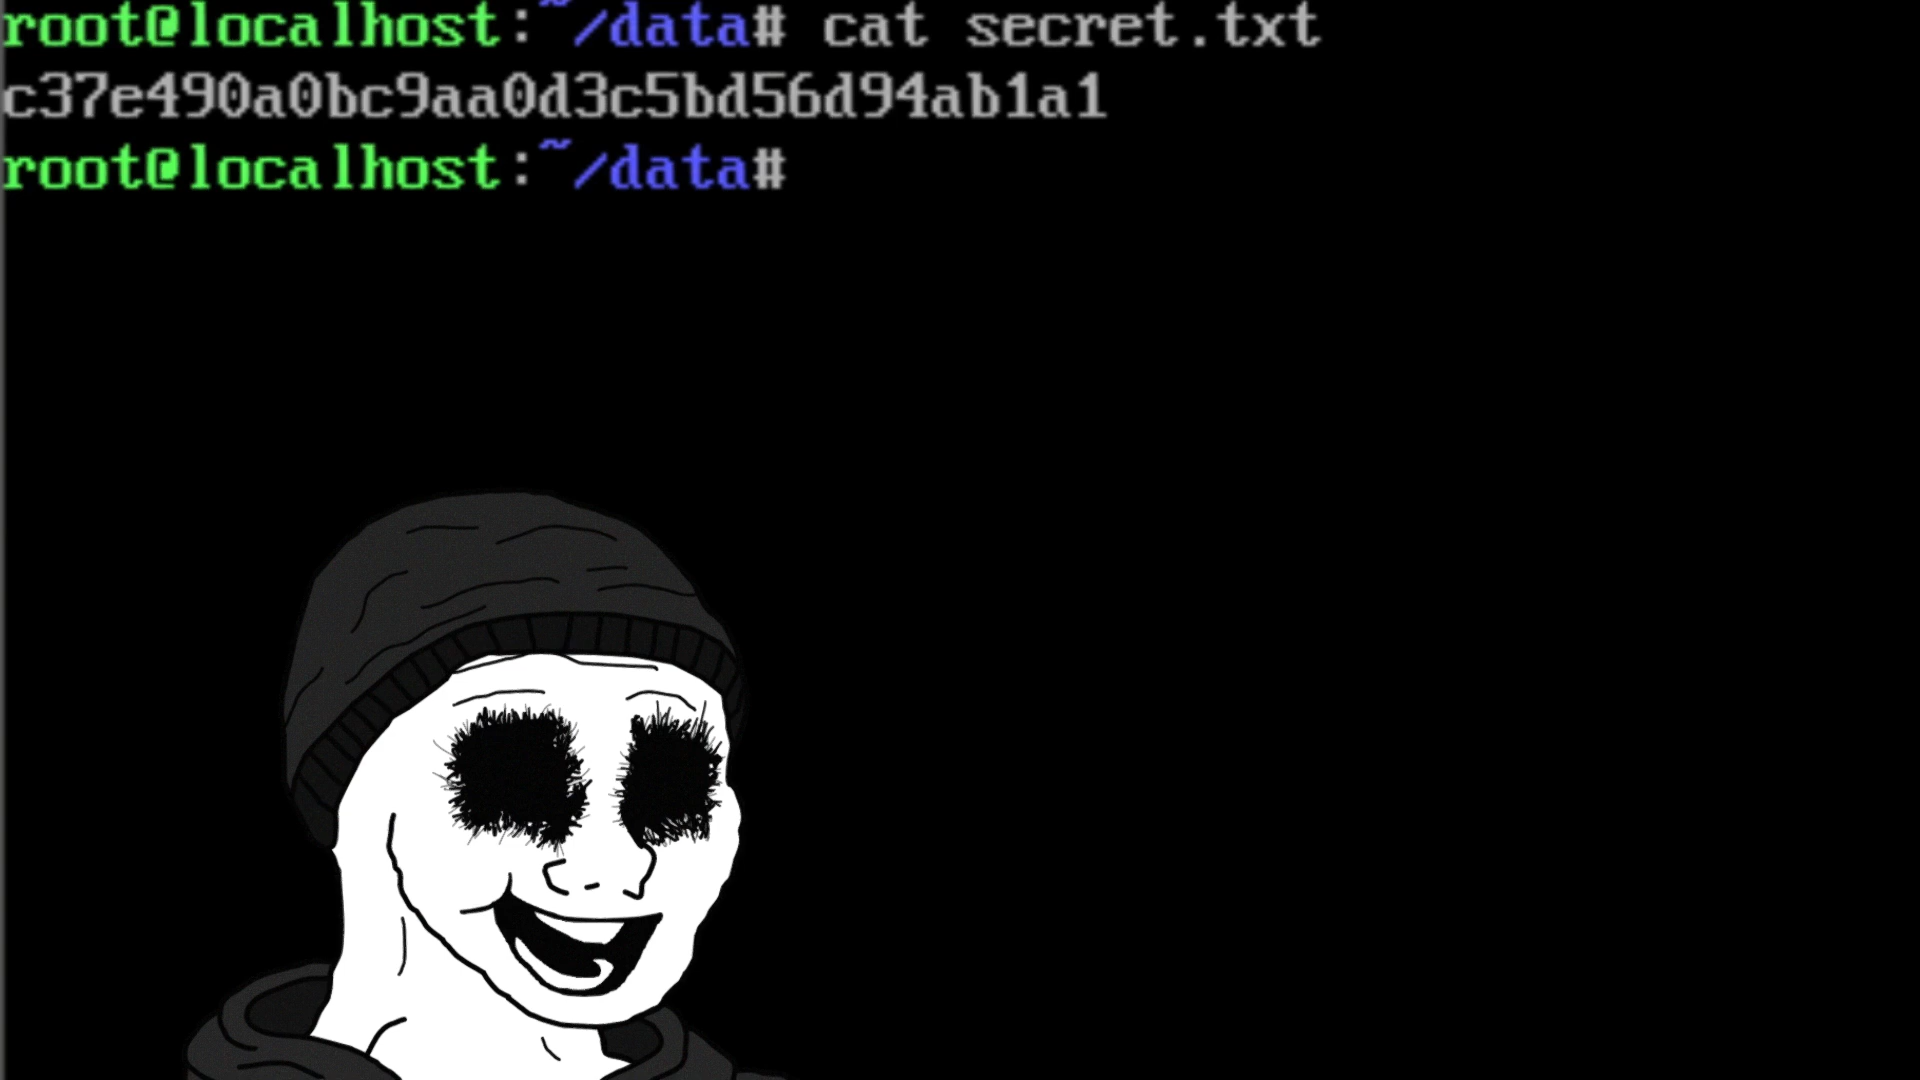 root@localhost:~/data# cat secret.txt
c37e490a0bc9aa0d3c5bd56d94ab1a1
root@localhost:~/data#